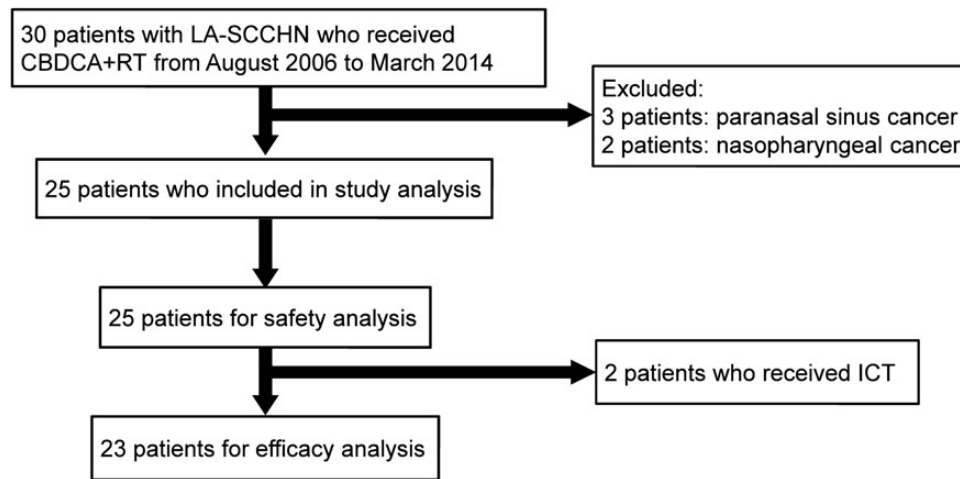 30 patients with LA-SCCHN who received
CBDCA+RT from August 2006 to March 2014
Excluded:
3 patients: paranasal sinus cancer
2 patients: nasopharyngeal cancer
25 patients who included in study analysis
25 patients for safety analysis
2 patients who received ICT
23 patients for efficacy analysis